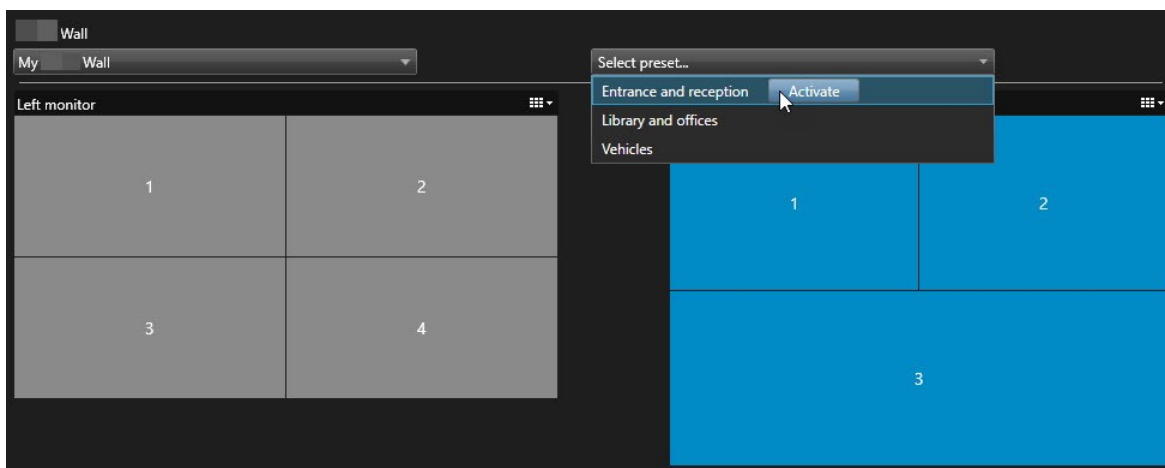 Wall
My Wall
Select preset...
Entrance and reception Activate
Library and offices
Vehicles
Left monitor
1 2
3 4
1 2
3